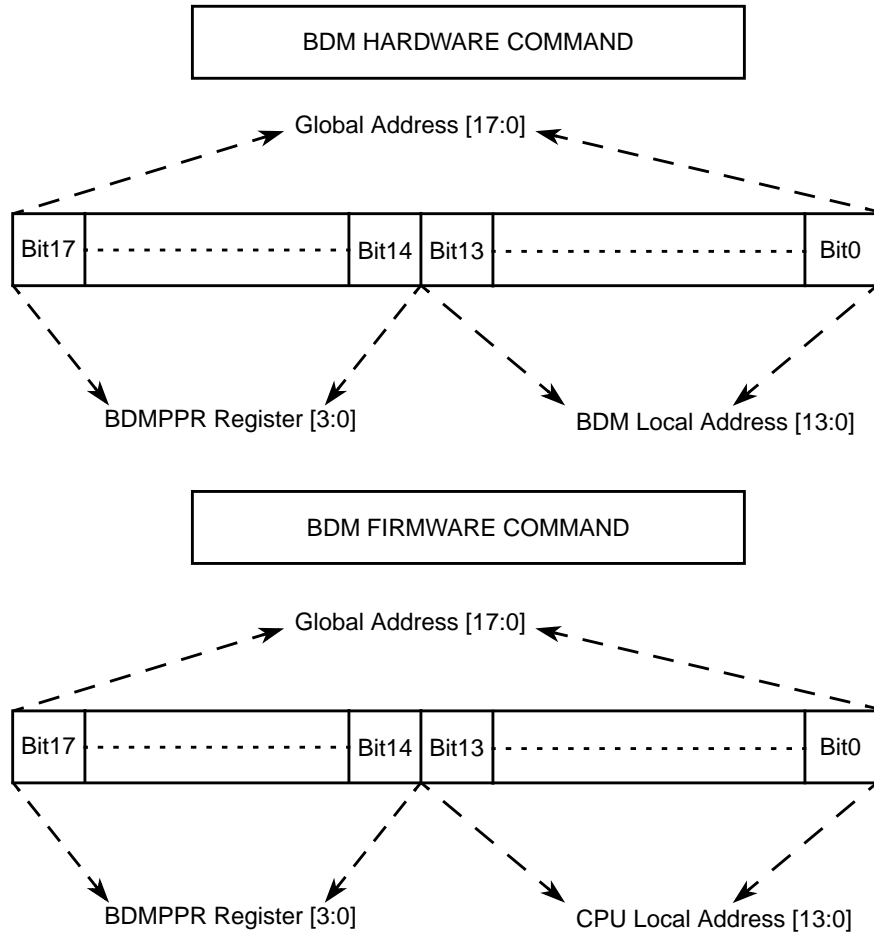 BDM HARDWARE COMMAND
Global Address [17:0]
Bit17 Bit14 Bit13 Bit0
BDMPPR Register [3:0] BDM Local Address [13:0]
BDM FIRMWARE COMMAND
Global Address [17:0]
Bit17 Bit14 Bit13 Bit0
BDMPPR Register [3:0] CPU Local Address [13:0]